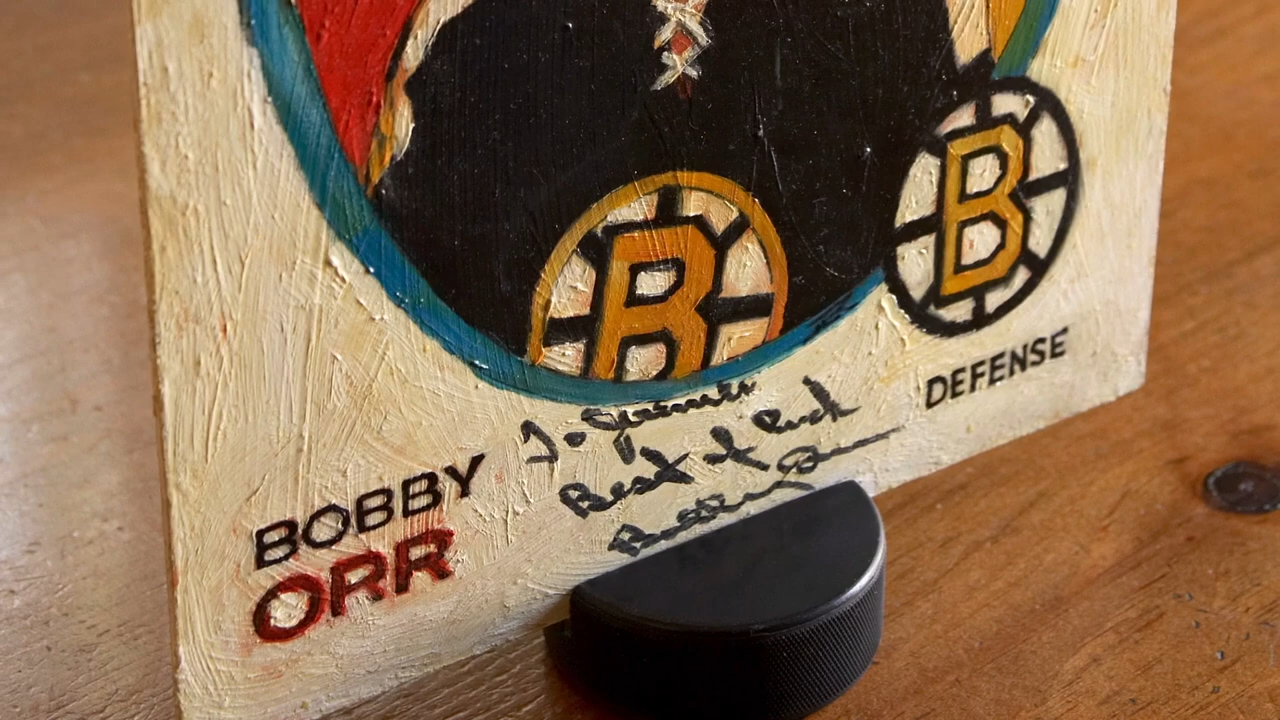 B
B
DEFENSE
Best of luck
BOBBY
ORR